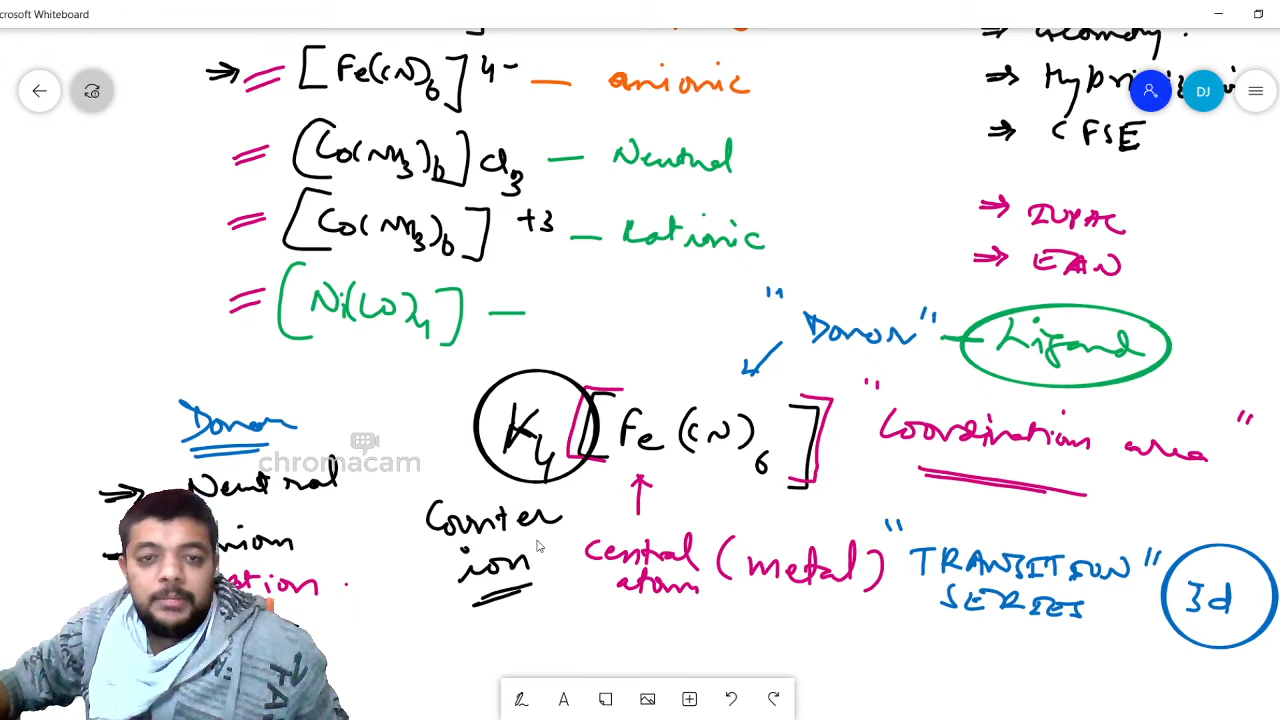 Microsoft Whiteboard
[Fe(CN)6]4- — anionic
[Co(NH3)6]Cl3 — Neutral
[Co(NH3)6]+3 — Cationic
[Ni(CO)4] —
Geometry.
⇒ Hybridization
⇒ CFSE
⇒ IUPAC
⇒ EAN
DJ
"Donor" — Ligand
K4[Fe(CN)6] "Coordination area"
Donor
chromacam
⇒ Neutral
Anion
Cation.
Counter
ion
central (metal)
atom
"TRANSITION"
SERIES
3d